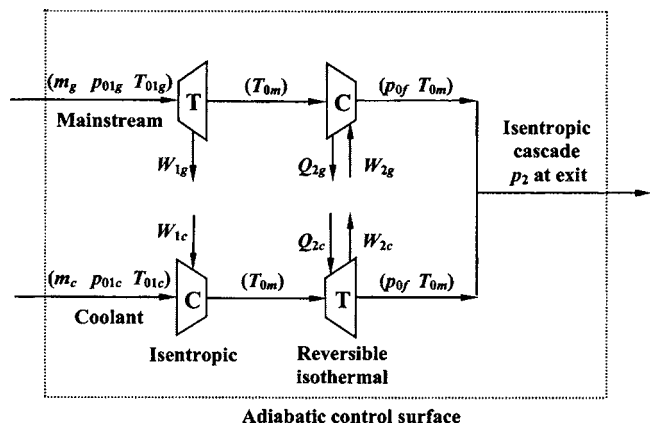 (m_g p_01g T_01g) (T_0m) (p_0f T_0m)
T C
Mainstream
Isentropic
cascade
p_2 at exit
W_1g Q_2g W_2g
W_1c Q_2c W_2c
(m_c p_01c T_01c) (T_0m) (p_0f T_0m)
C T
Coolant
Isentropic Reversible
isothermal
Adiabatic control surface